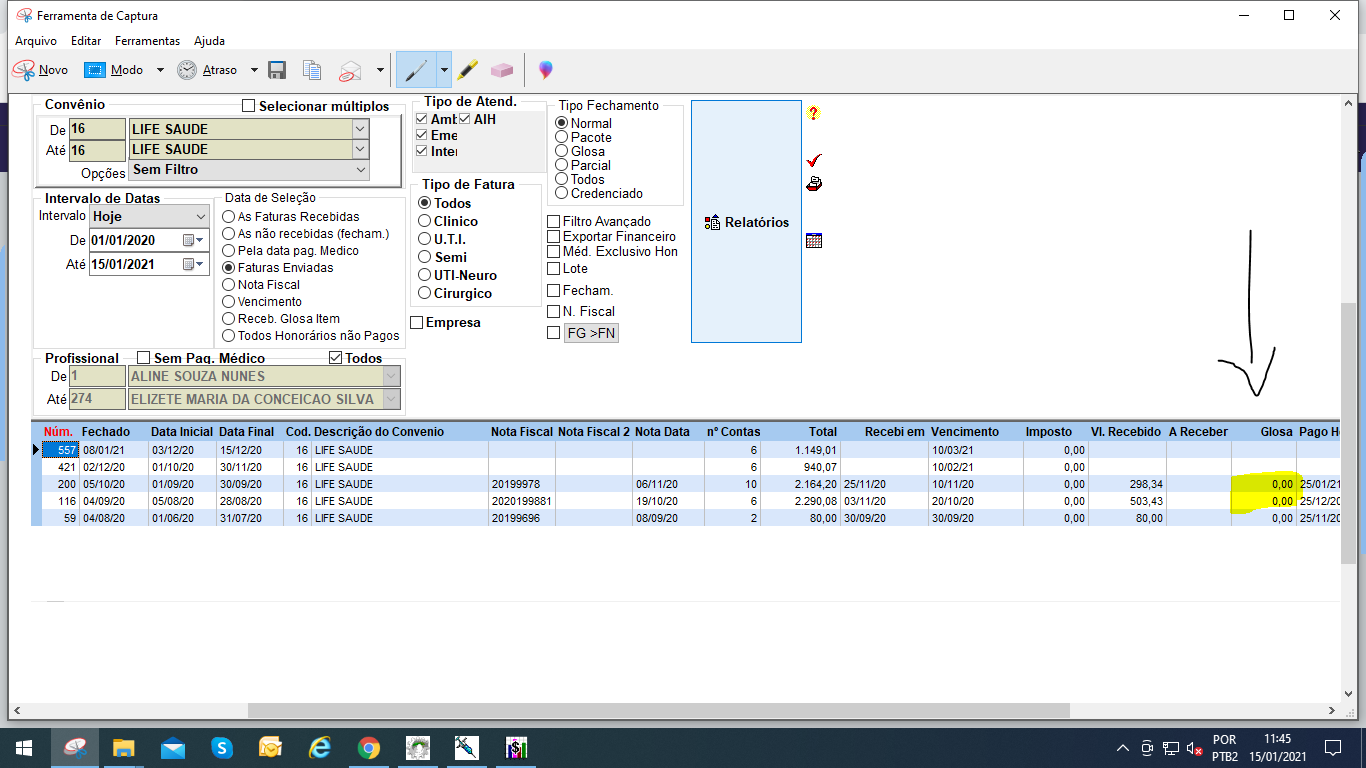 Ferramenta de Captura
Arquivo Editar Ferramentas Ajuda
Novo Modo Atraso
Convênio Selecionar múltiplos
De 16 LIFE SAUDE
Até 16 LIFE SAUDE
Opções Sem Filtro
Intervalo de Datas
Intervalo Hoje
De 01/01/2020
Até 15/01/2021
Data de Seleção
As Faturas Recebidas
As não recebidas (fecham.)
Pela data pag. Medico
Faturas Enviadas
Nota Fiscal
Vencimento
Receb. Glosa Item
Todos Honorários não Pagos
Profissional Sem Pag. Médico Todos
De 1 ALINE SOUZA NUNES
Até 274 ELIZETE MARIA DA CONCEICAO SILVA
Tipo de Atend.
Amb AIH
Eme
Inter
Tipo de Fatura
Todos
Clinico
U.T.I.
Semi
UTI-Neuro
Cirurgico
Empresa
Tipo Fechamento
Normal
Pacote
Glosa
Parcial
Todos
Credenciado
Filtro Avançado
Exportar Financeiro
Méd. Exclusivo Hon
Lote
Fecham.
N. Fiscal
FG >FN
Relatórios
?
Núm. Fechado Data Inicial Data Final Cod. Descrição do Convenio Nota Fiscal Nota Fiscal 2 Nota Data nº Contas Total Recebi em Vencimento Imposto Vl. Recebido A Receber Glosa Pago H
557 08/01/21 03/12/20 15/12/20 16 LIFE SAUDE 6 1.149,01 10/03/21 0,00
421 02/12/20 01/10/20 30/11/20 16 LIFE SAUDE 6 940,07 10/02/21 0,00
200 05/10/20 01/09/20 30/09/20 16 LIFE SAUDE 20199978 06/11/20 10 2.164,20 25/11/20 10/11/20 0,00 298,34 0,00 25/01/21
116 04/09/20 05/08/20 28/08/20 16 LIFE SAUDE 2020199881 19/10/20 6 2.290,08 03/11/20 20/10/20 0,00 503,43 0,00 25/12/20
59 04/08/20 01/06/20 31/07/20 16 LIFE SAUDE 20199696 08/09/20 2 80,00 30/09/20 30/09/20 0,00 80,00 0,00 25/11/20
POR 11:45
PTB2 15/01/2021